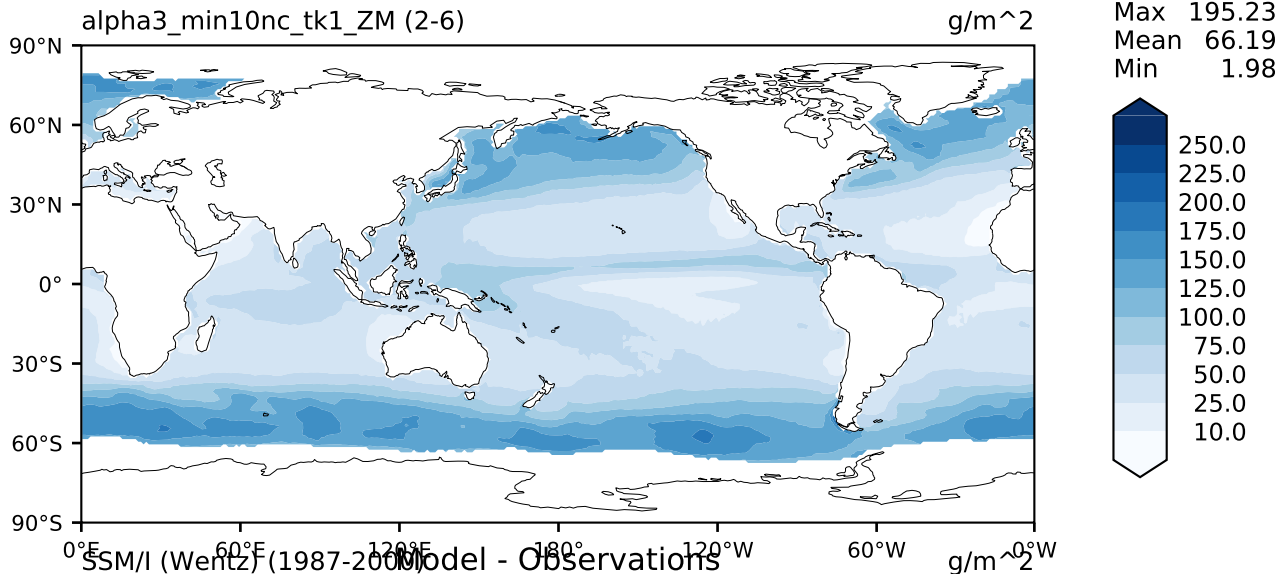 alpha3_min10nc_tk1_ZM (2-6) g/m^2
Max 195.23
Mean 66.19
Min 1.98
90°N
60°N
30°N
0°
30°S
60°S
90°S
0°E 60°E 120°E 180° 120°W 60°W 0°W
250.0
225.0
200.0
175.0
150.0
125.0
100.0
75.0
50.0
25.0
10.0
SSM/I (Wentz) (1987-2000) Model - Observations g/m^2